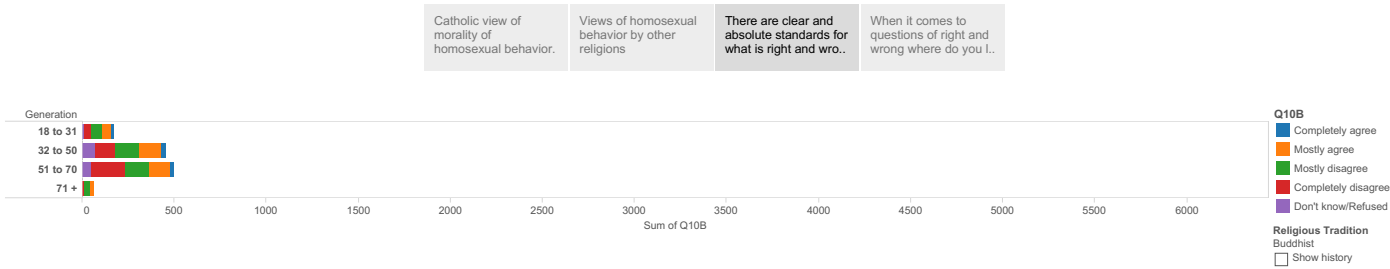 Catholic view of
morality of
homosexual behavior.
Views of homosexual
behavior by other
religions
There are clear and
absolute standards for
what is right and wro..
When it comes to
questions of right and
wrong where do you l..
Generation
18 to 31
32 to 50
51 to 70
71 +
0 500 1000 1500 2000 2500 3000 3500 4000 4500 5000 5500 6000
Sum of Q10B
Q10B
Completely agree
Mostly agree
Mostly disagree
Completely disagree
Don't know/Refused
Religious Tradition
Buddhist
Show history